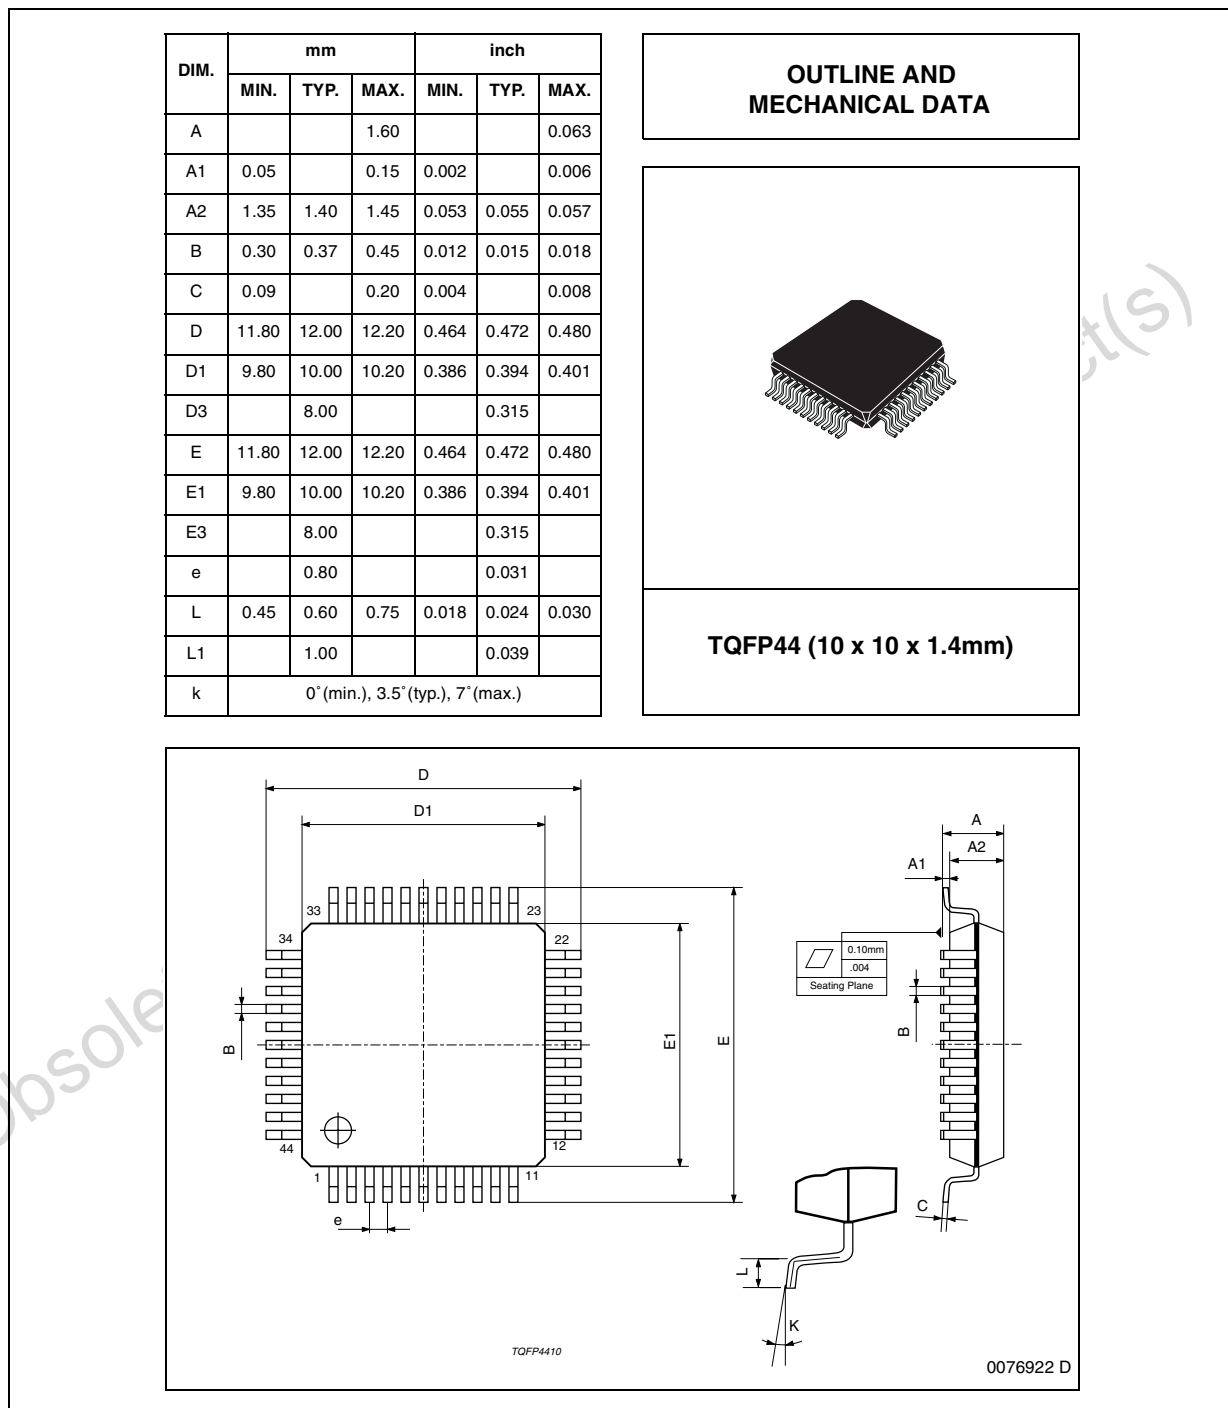 DIM. mm inch
MIN. TYP. MAX. MIN. TYP. MAX.
A 1.60 0.063
A1 0.05 0.15 0.002 0.006
A2 1.35 1.40 1.45 0.053 0.055 0.057
B 0.30 0.37 0.45 0.012 0.015 0.018
C 0.09 0.20 0.004 0.008
D 11.80 12.00 12.20 0.464 0.472 0.480
D1 9.80 10.00 10.20 0.386 0.394 0.401
D3 8.00 0.315
E 11.80 12.00 12.20 0.464 0.472 0.480
E1 9.80 10.00 10.20 0.386 0.394 0.401
E3 8.00 0.315
e 0.80 0.031
L 0.45 0.60 0.75 0.018 0.024 0.030
L1 1.00 0.039
k 0˚(min.), 3.5˚(typ.), 7˚(max.)
OUTLINE AND
MECHANICAL DATA
TQFP44 (10 x 10 x 1.4mm)
D
D1
A
A2
A1
33
23
34
22
0.10mm
.004
Seating Plane
B
E1
E
B
44
12
1
11
e
C
L
K
TQFP4410
0076922 D